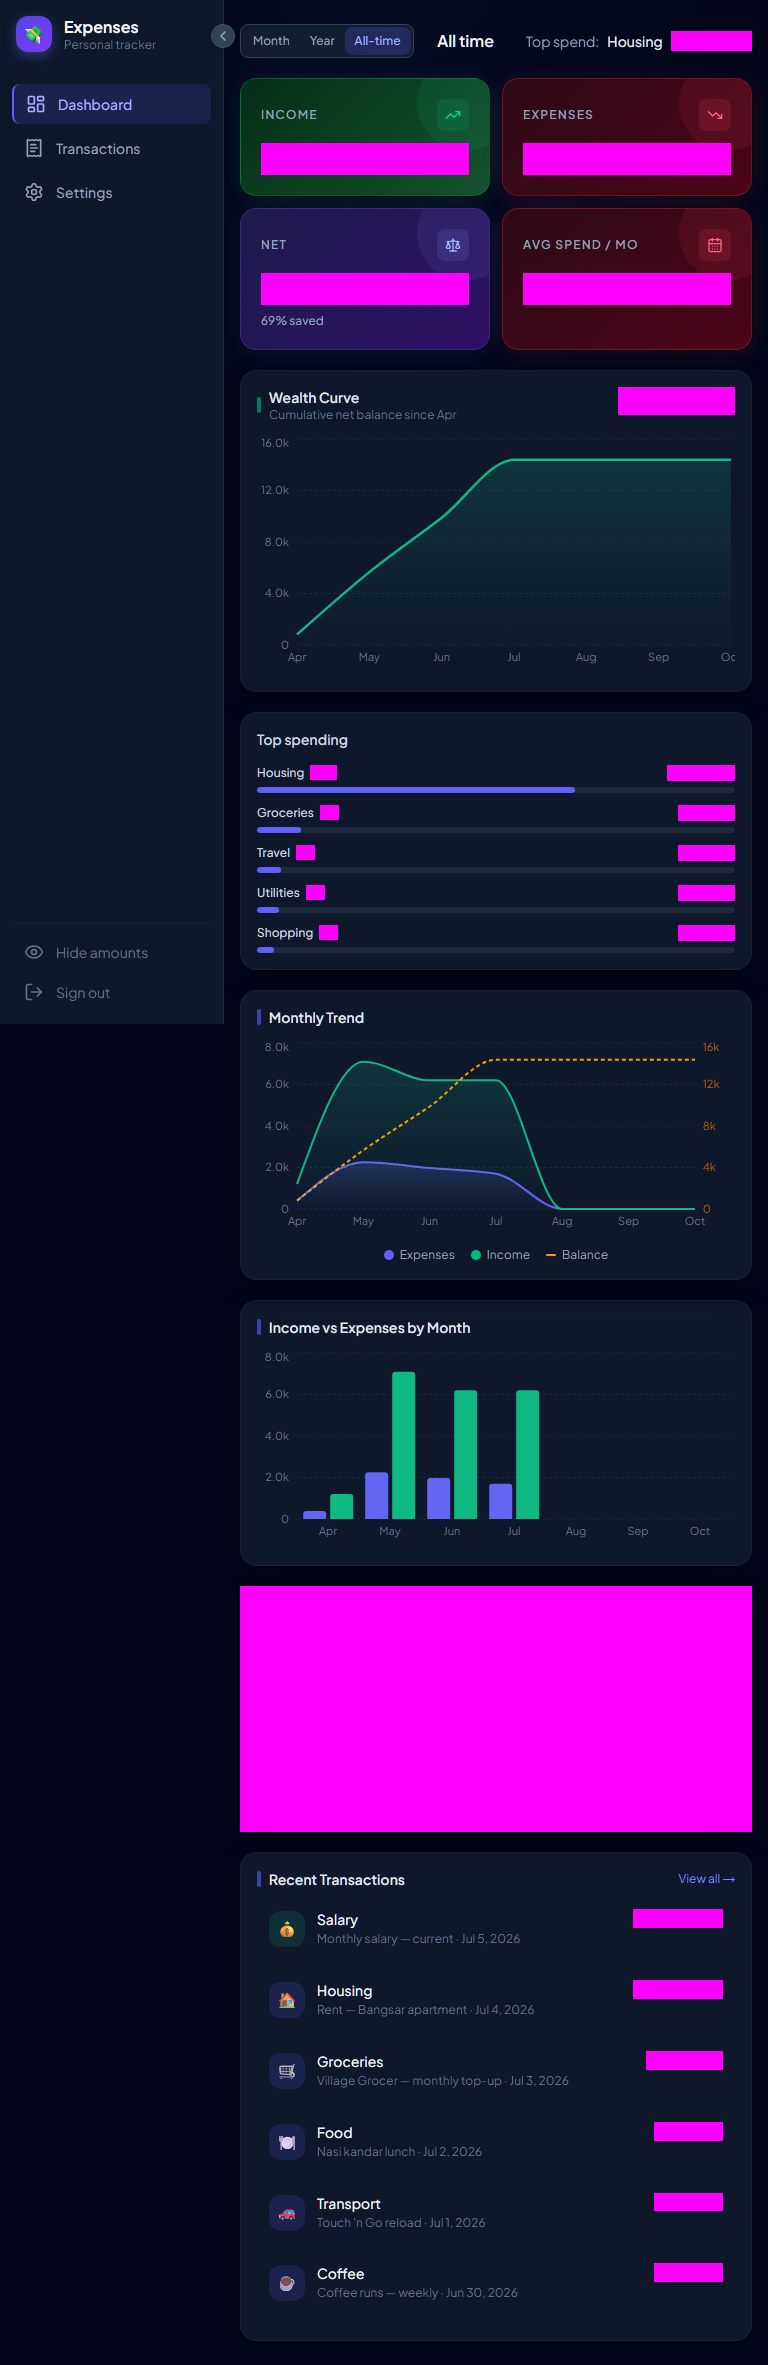 Expenses
Personal tracker
Dashboard
Transactions
Settings
Hide amounts
Sign out
Month Year All-time
All time
Top spend: Housing
INCOME
EXPENSES
NET
69% saved
AVG SPEND / MO
Wealth Curve
Cumulative net balance since Apr
16.0k
12.0k
8.0k
4.0k
0
Apr May Jun Jul Aug Sep Oc
Top spending
Housing
Groceries
Travel
Utilities
Shopping
Monthly Trend
8.0k 16k
6.0k 12k
4.0k 8k
2.0k 4k
0 0
Apr May Jun Jul Aug Sep Oct
Expenses Income Balance
Income vs Expenses by Month
8.0k
6.0k
4.0k
2.0k
0
Apr May Jun Jul Aug Sep Oct
Recent Transactions
View all →
Salary
Monthly salary — current · Jul 5, 2026
Housing
Rent — Bangsar apartment · Jul 4, 2026
Groceries
Village Grocer — monthly top-up · Jul 3, 2026
Food
Nasi kandar lunch · Jul 2, 2026
Transport
Touch 'n Go reload · Jul 1, 2026
Coffee
Coffee runs — weekly · Jun 30, 2026